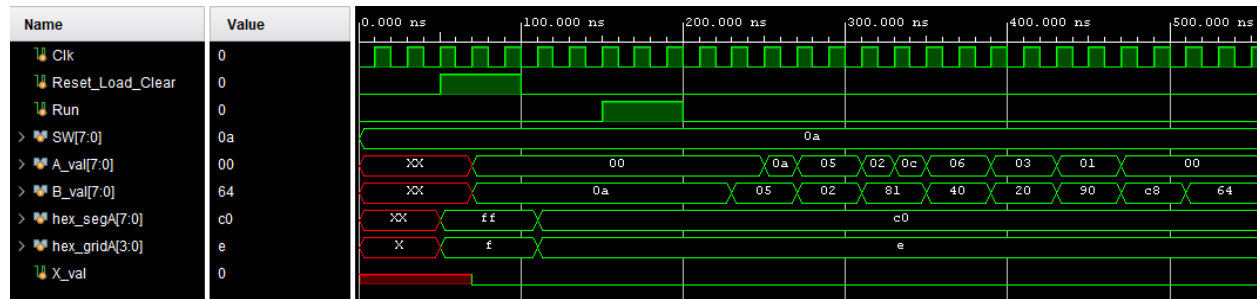 Name Value 0.000 ns 100.000 ns 200.000 ns 300.000 ns 400.000 ns 500.000 ns
Clk 0
Reset_Load_Clear 0
Run 0
SW[7:0] 0a 0a
A_val[7:0] 00 XX 00 0a 05 02 0c 06 03 01 00
B_val[7:0] 64 XX 0a 05 02 81 40 20 90 c8 64
hex_segA[7:0] c0 XX ff c0
hex_gridA[3:0] e X f e
X_val 0